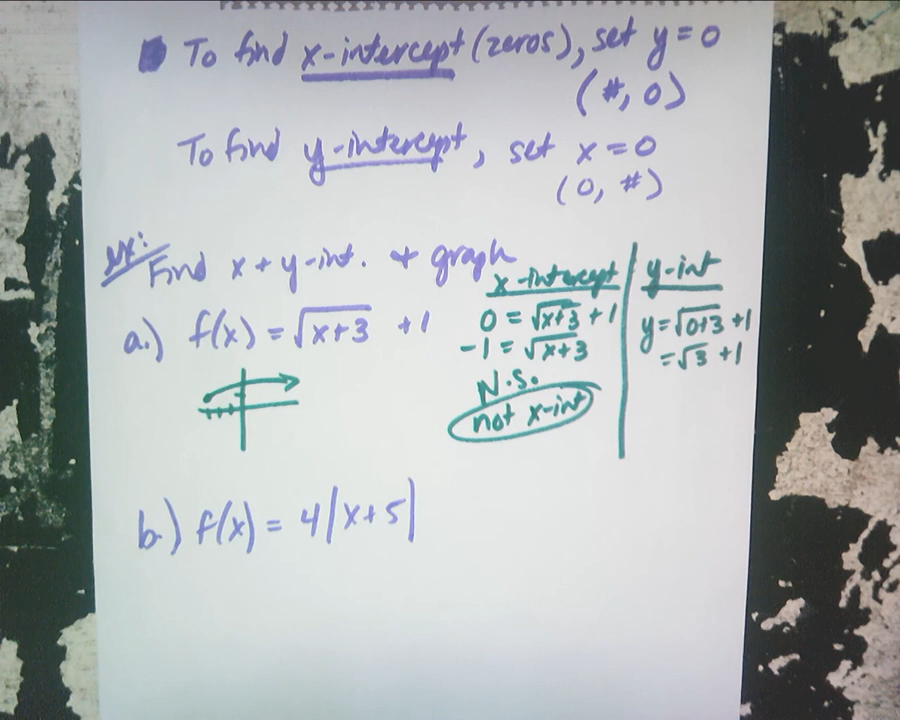 To find x-intercept (zeros), set y = 0
(#, 0)
To find y-intercept, set x = 0
(0, #)
ex: Find x + y-int. + graph
a.) f(x) = √(x+3) + 1
x-intercept
0 = √(x+3) + 1
-1 = √(x+3)
N.S.
not x-int
y-int
y = √(0+3) + 1
= √3 + 1
b.) f(x) = 4|x+5|